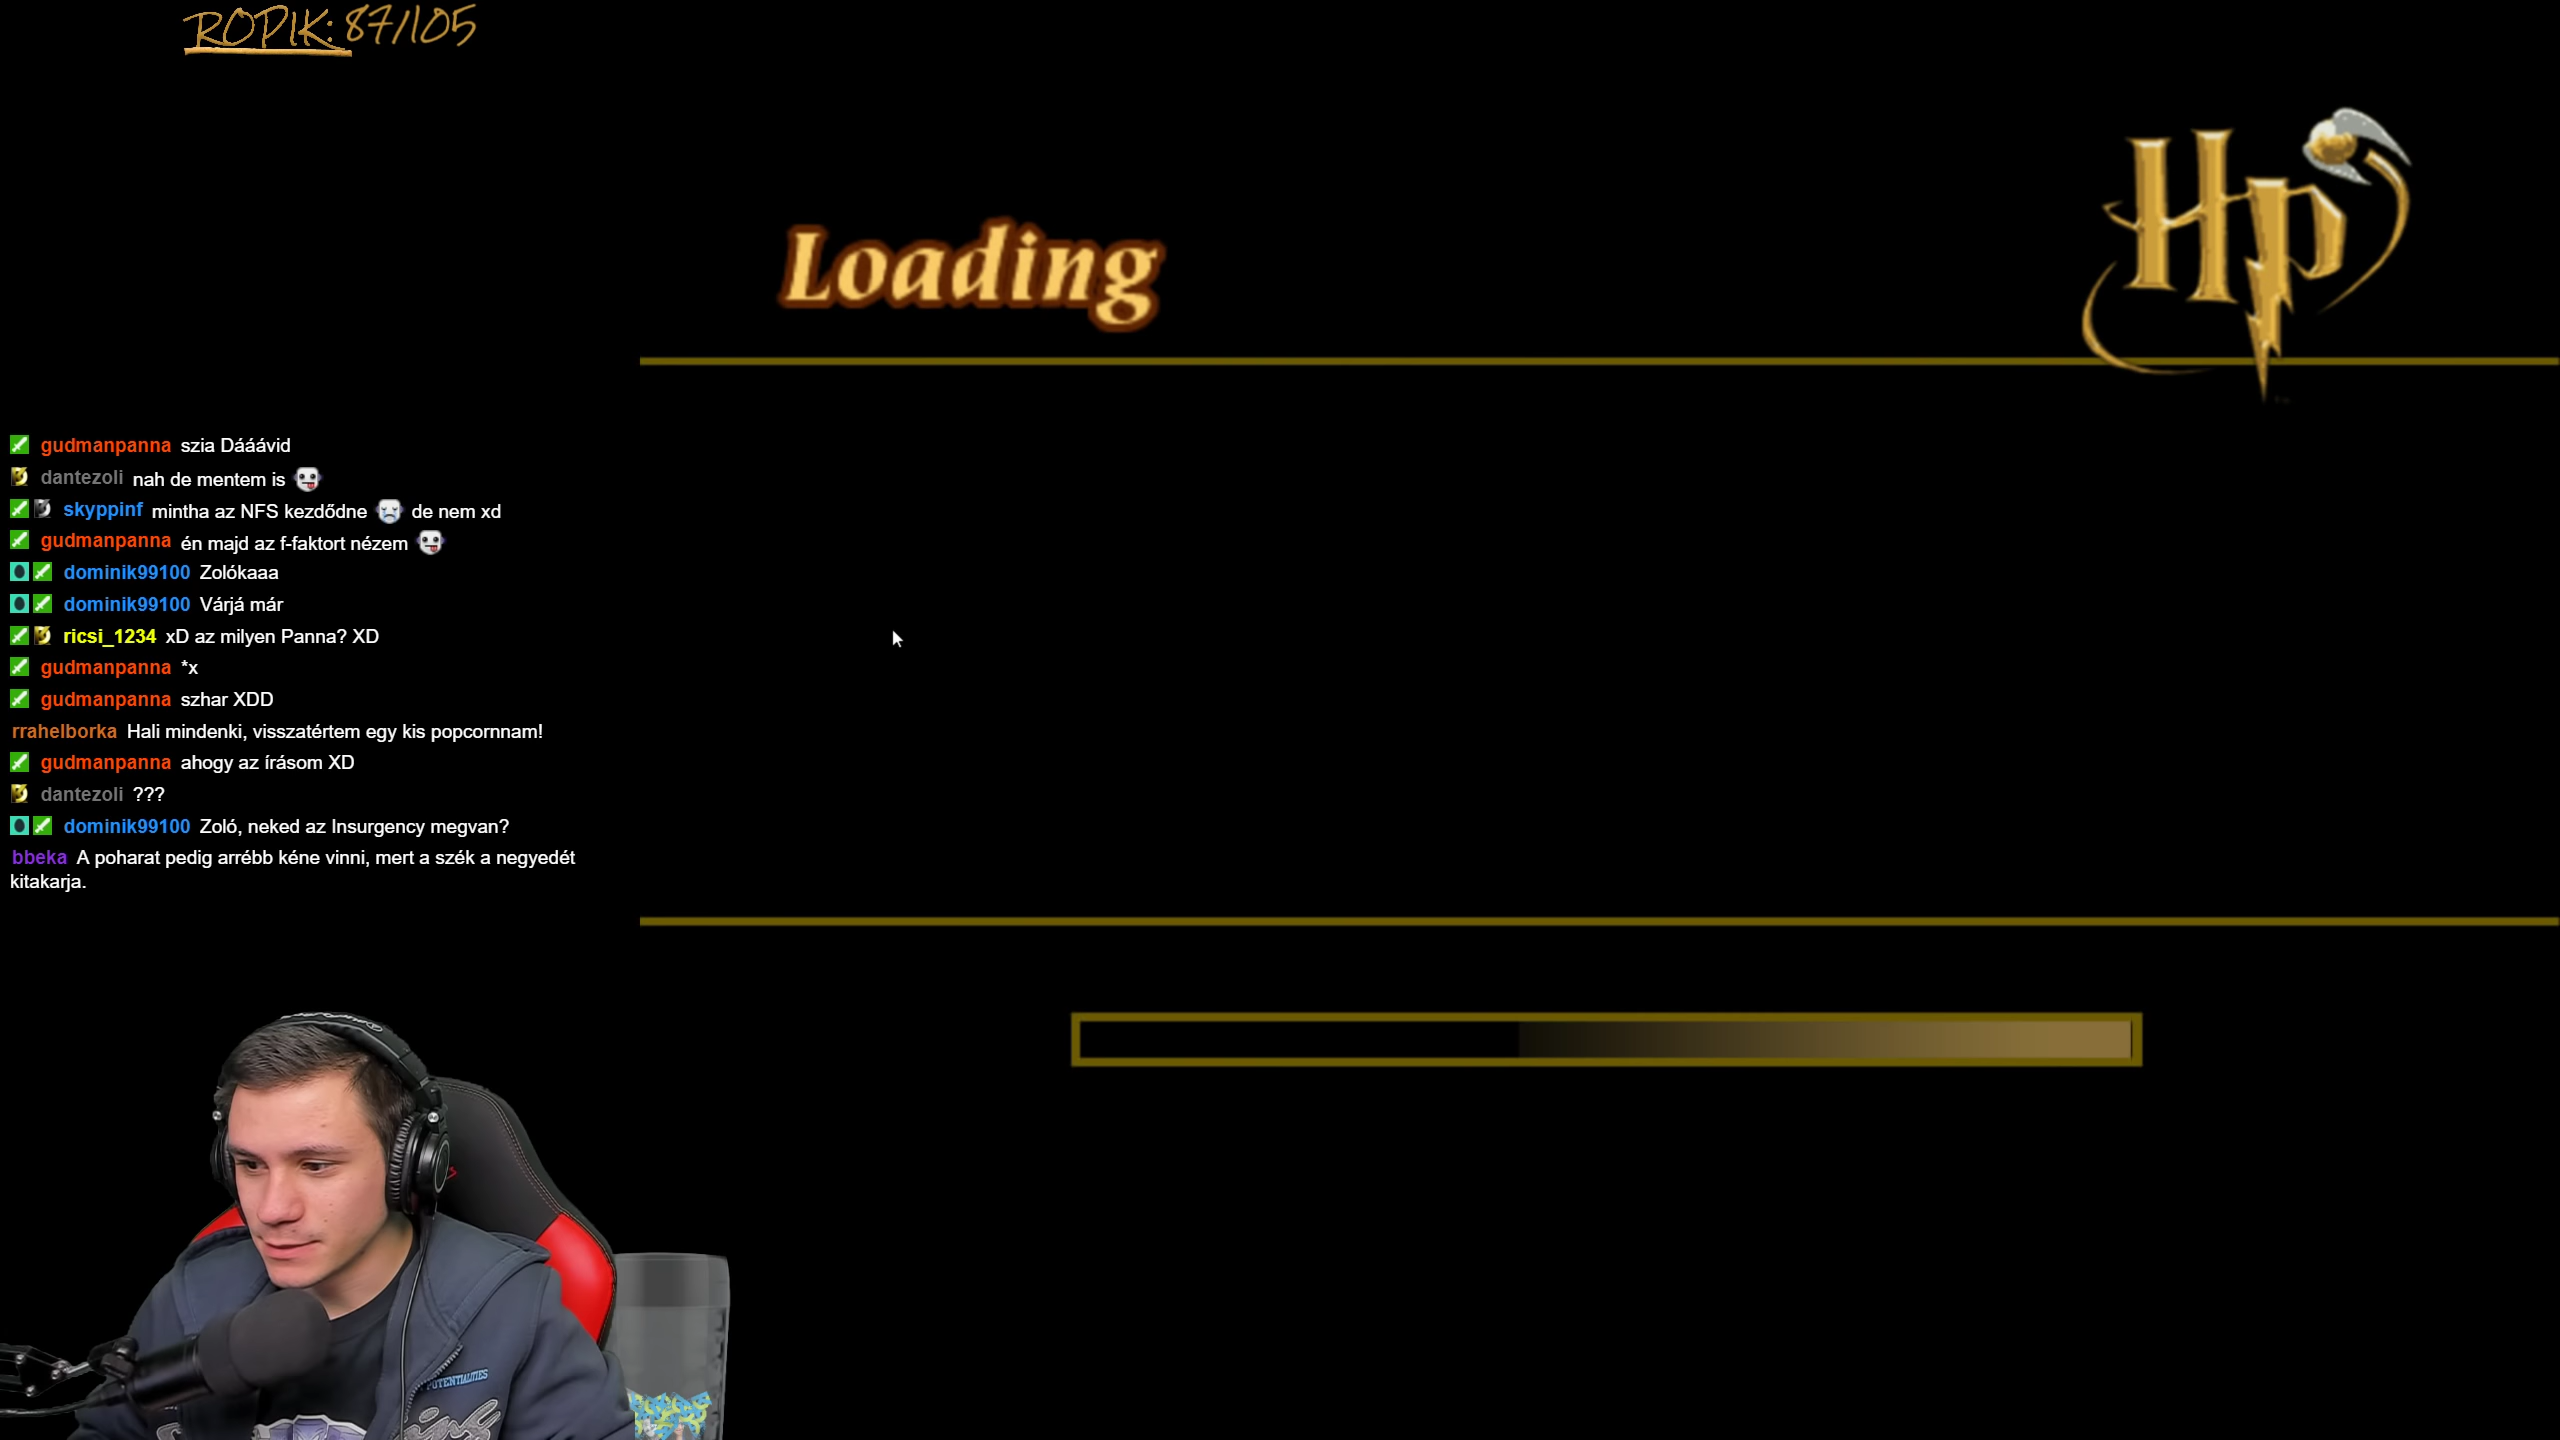 ROPIK: 87/105
Hp
Loading
gudmanpanna szia Dááávid
dantezoli nah de mentem is
skyppinf mintha az NFS kezdődne de nem xd
gudmanpanna én majd az f-faktort nézem
dominik99100 Zolókaaa
dominik99100 Várjá már
ricsi_1234 xD az milyen Panna? XD
gudmanpanna *x
gudmanpanna szhar XDD
rrahelborka Hali mindenki, visszatértem egy kis popcornnam!
gudmanpanna ahogy az írásom XD
dantezoli ???
dominik99100 Zoló, neked az Insurgency megvan?
bbeka A poharat pedig arrébb kéne vinni, mert a szék a negyedét
kitakarja.
POTENTIALITIES